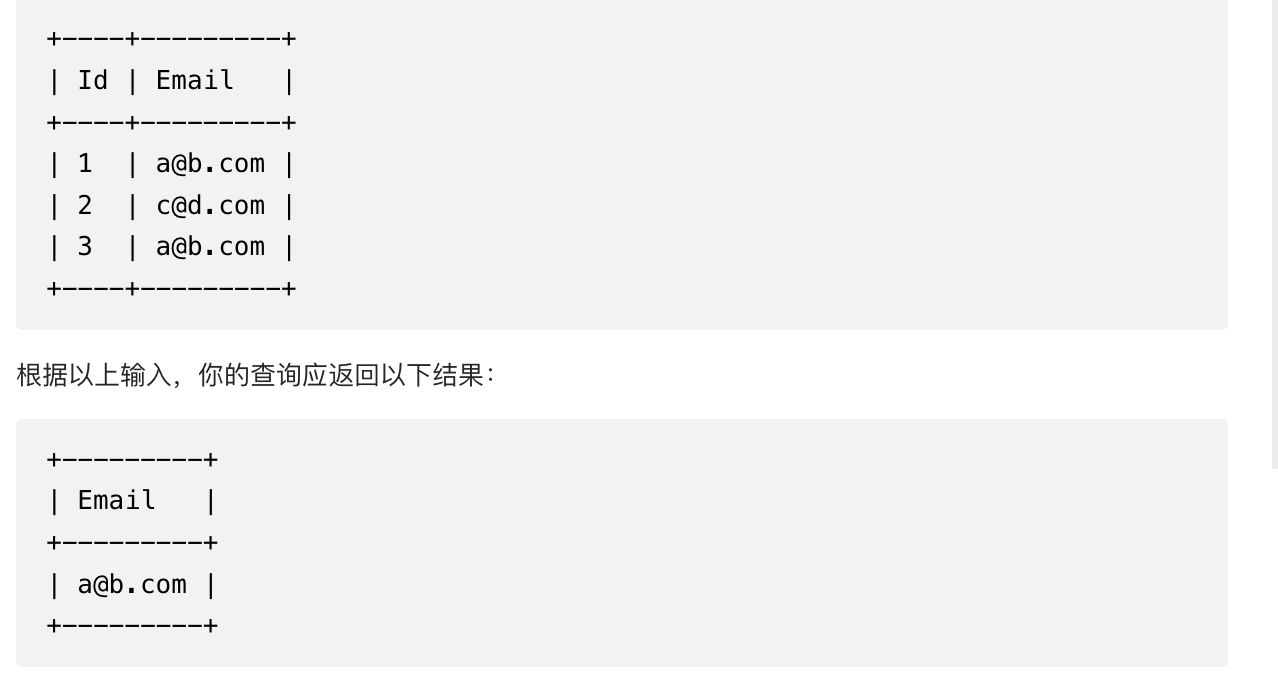 +----+---------+
| Id | Email   |
+----+---------+
| 1  | a@b.com |
| 2  | c@d.com |
| 3  | a@b.com |
+----+---------+
根据以上输入，你的查询应返回以下结果：
+---------+
| Email   |
+---------+
| a@b.com |
+---------+